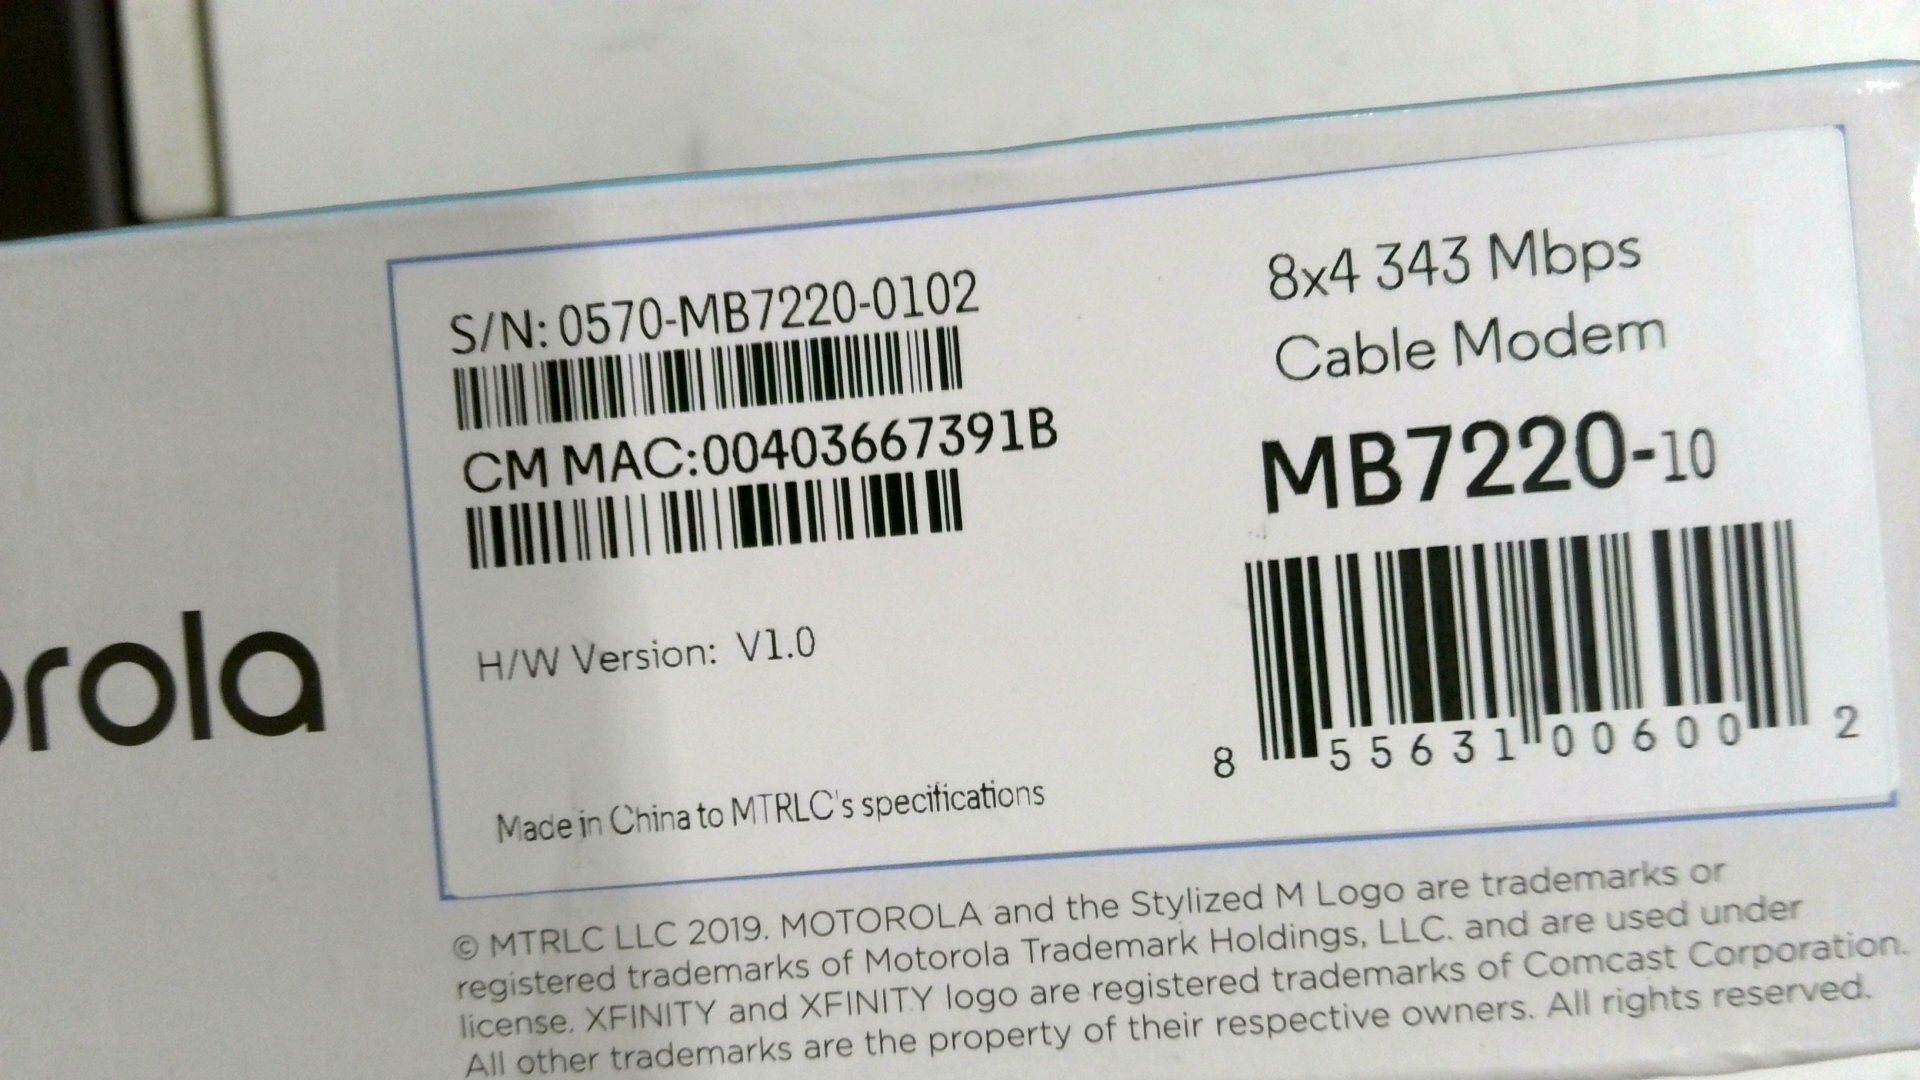 S/N: 0570-MB7220-0102
CM MAC:00403667391B
H/W Version: V1.0
Made in China to MTRLC's specifications
8x4 343 Mbps
Cable Modem
MB7220-10
8 55631 00600 2
orola
© MTRLC LLC 2019. MOTOROLA and the Stylized M Logo are trademarks or
registered trademarks of Motorola Trademark Holdings, LLC. and are used under
license. XFINITY and XFINITY logo are registered trademarks of Comcast Corporation.
All other trademarks are the property of their respective owners. All rights reserved.